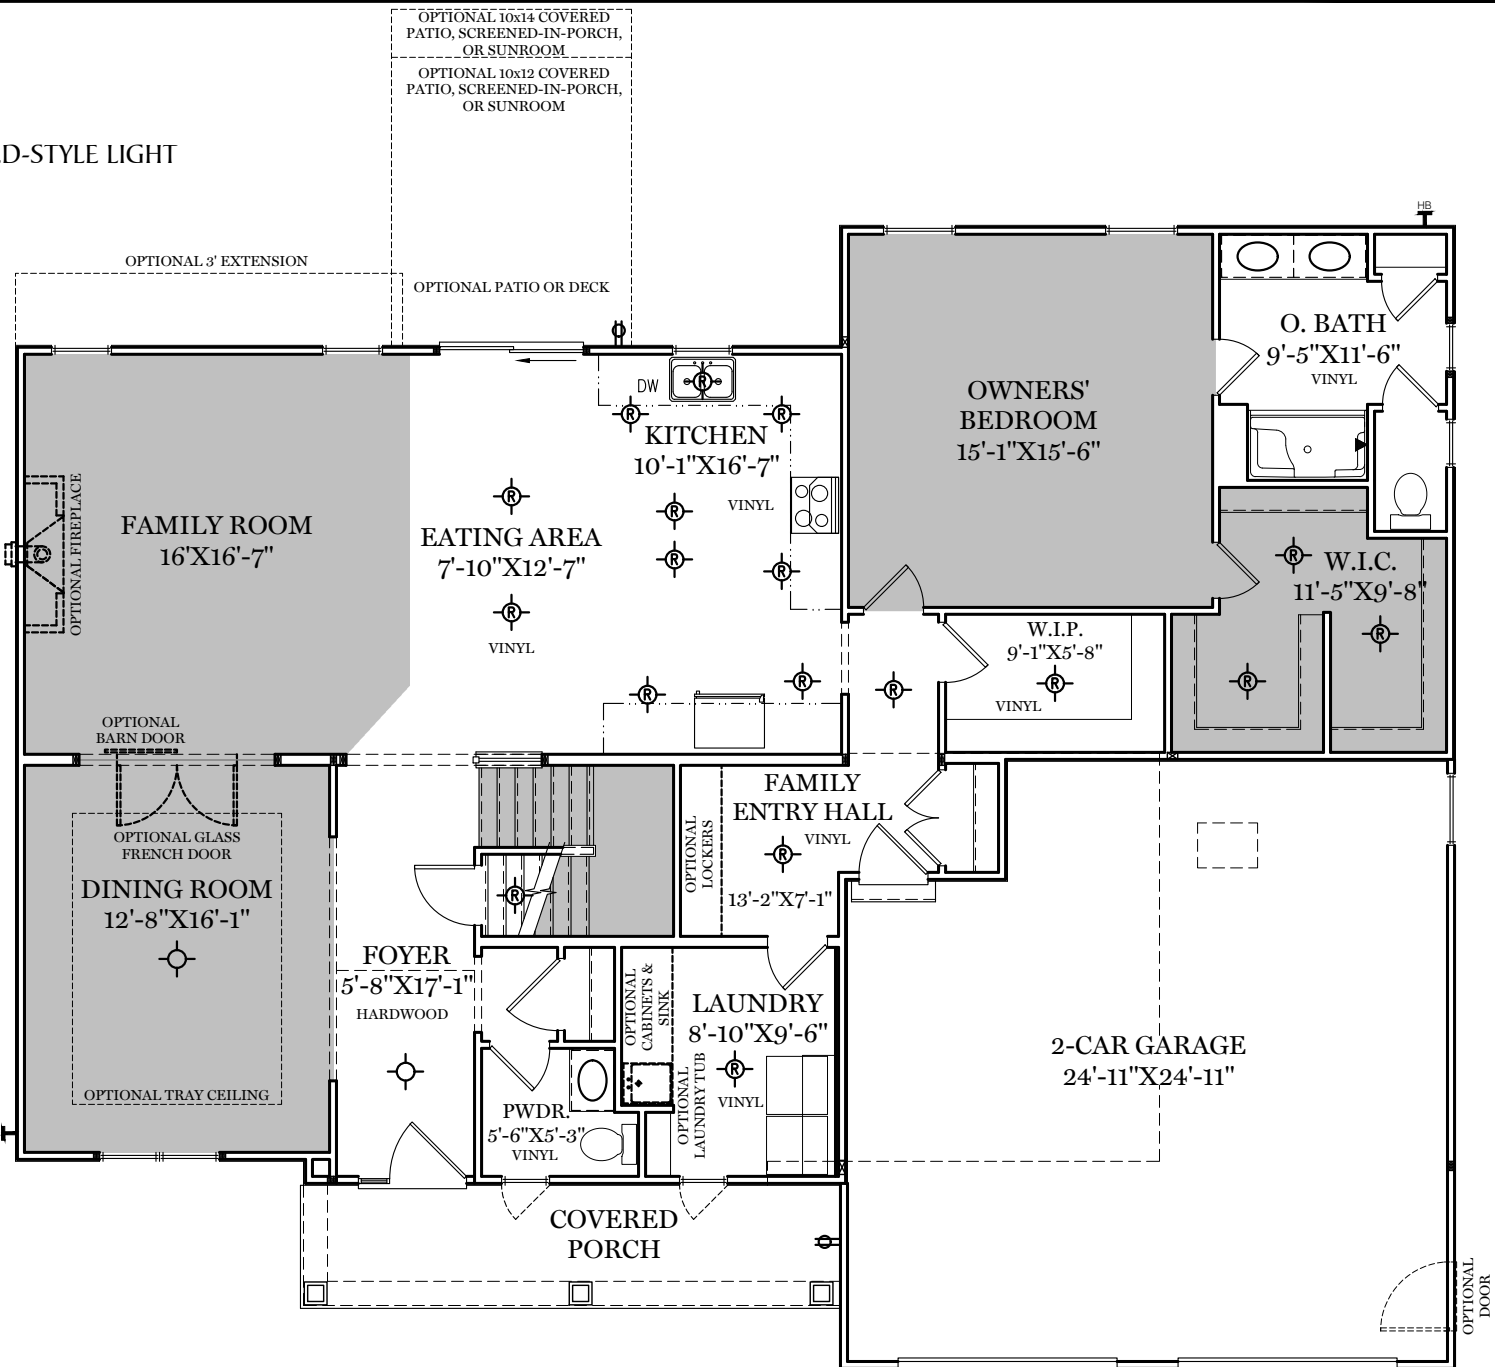 OPTIONAL 10x14 COVERED
PATIO, SCREENED-IN-PORCH,
OR SUNROOM
OPTIONAL 10x12 COVERED
PATIO, SCREENED-IN-PORCH,
OR SUNROOM
D-STYLE LIGHT
HB
OPTIONAL 3' EXTENSION
OPTIONAL PATIO OR DECK
O. BATH
9'-5"X11'-6"
VINYL
OWNERS'
BEDROOM
15'-1"X15'-6"
DW
R
R
R
KITCHEN
10'-1"X16'-7"
VINYL
R
R
R
R
R
R
FAMILY ROOM
16'X16'-7"
OPTIONAL FIREPLACE
EATING AREA
7'-10"X12'-7"
R
R
VINYL
R
W.I.C.
11'-5"X9'-8"
R
R
W.I.P.
9'-1"X5'-8"
R
VINYL
R
OPTIONAL
BARN DOOR
OPTIONAL GLASS
FRENCH DOOR
DINING ROOM
12'-8"X16'-1"
OPTIONAL TRAY CEILING
R
FAMILY
ENTRY HALL
VINYL
R
13'-2"X7'-1"
OPTIONAL
LOCKERS
FOYER
5'-8"X17'-1"
HARDWOOD
OPTIONAL
CABINETS &
SINK
LAUNDRY
8'-10"X9'-6"
R
VINYL
OPTIONAL
LAUNDRY TUB
PWDR.
5'-6"X5'-3"
VINYL
2-CAR GARAGE
24'-11"X24'-11"
COVERED
PORCH
OPTIONAL
DOOR